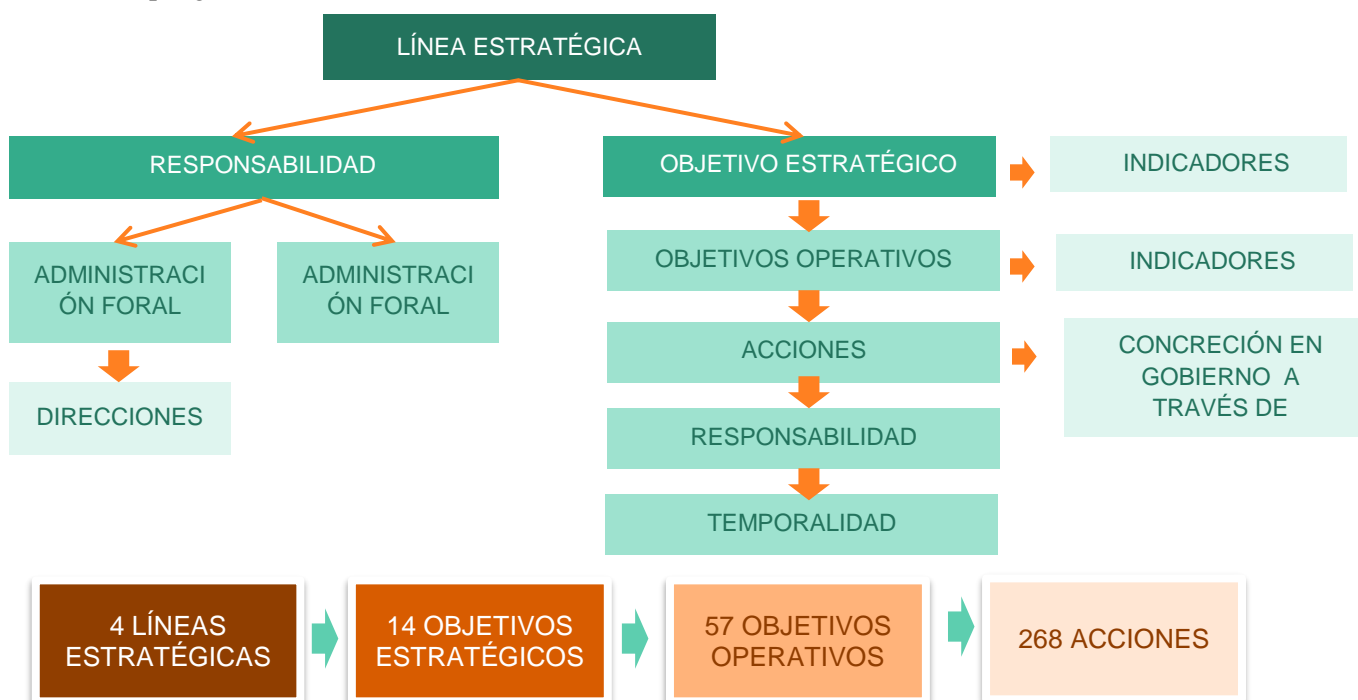 LÍNEA ESTRATÉGICA
RESPONSABILIDAD
OBJETIVO ESTRATÉGICO
INDICADORES
ADMINISTRACI
ÓN FORAL
ADMINISTRACI
ÓN FORAL
OBJETIVOS OPERATIVOS
INDICADORES
ACCIONES
CONCRECIÓN EN
GOBIERNO A
TRAVÉS DE
DIRECCIONES
RESPONSABILIDAD
TEMPORALIDAD
4 LÍNEAS
ESTRATÉGICAS
14 OBJETIVOS
ESTRATÉGICOS
57 OBJETIVOS
OPERATIVOS
268 ACCIONES